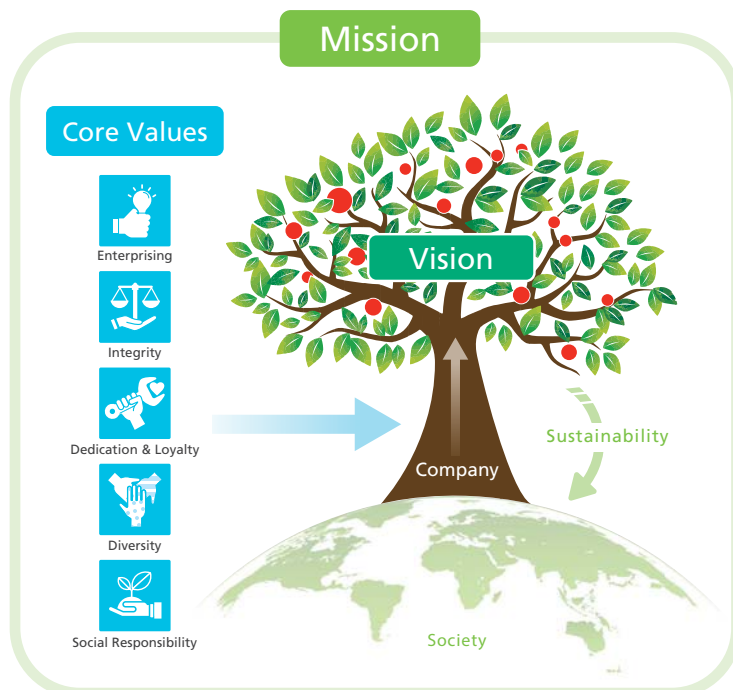 Mission
Core Values
Enterprising
Integrity
Dedication & Loyalty
Diversity
Social Responsibility
Vision
Company
Sustainability
Society